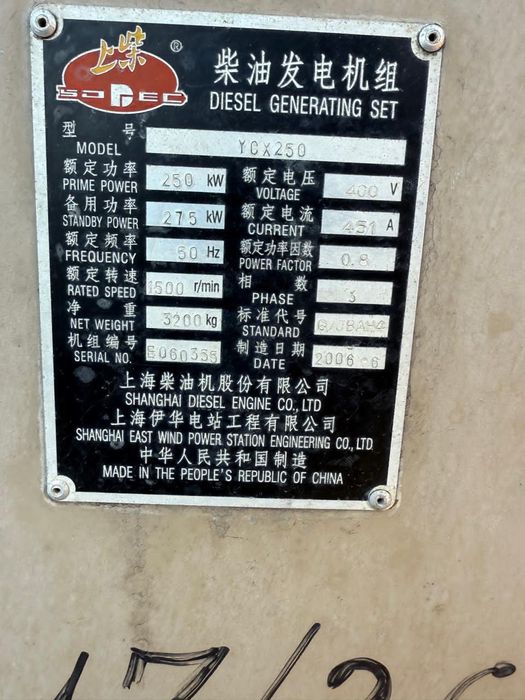 上柴 ®
SDEC
柴油发电机组
DIESEL GENERATING SET
型号
MODEL YCX250
额定功率 250 kW 额定电压 400 V
PRIME POWER VOLTAGE
备用功率 275 kW 额定电流 451 A
STANDBY POWER CURRENT
额定频率 50 Hz 额定功率因数 0.8
FREQUENCY POWER FACTOR
额定转速 1500 r/min 相数 3
RATED SPEED PHASE
净重 3200 kg 标准代号
NET WEIGHT STANDARD
机组编号 E060355 制造日期 2006 6
SERIAL NO. DATE
上海柴油机股份有限公司
SHANGHAI DIESEL ENGINE CO., LTD
上海伊华电站工程有限公司
SHANGHAI EAST WIND POWER STATION ENGINEERING CO., LTD.
中华人民共和国制造
MADE IN THE PEOPLE'S REPUBLIC OF CHINA